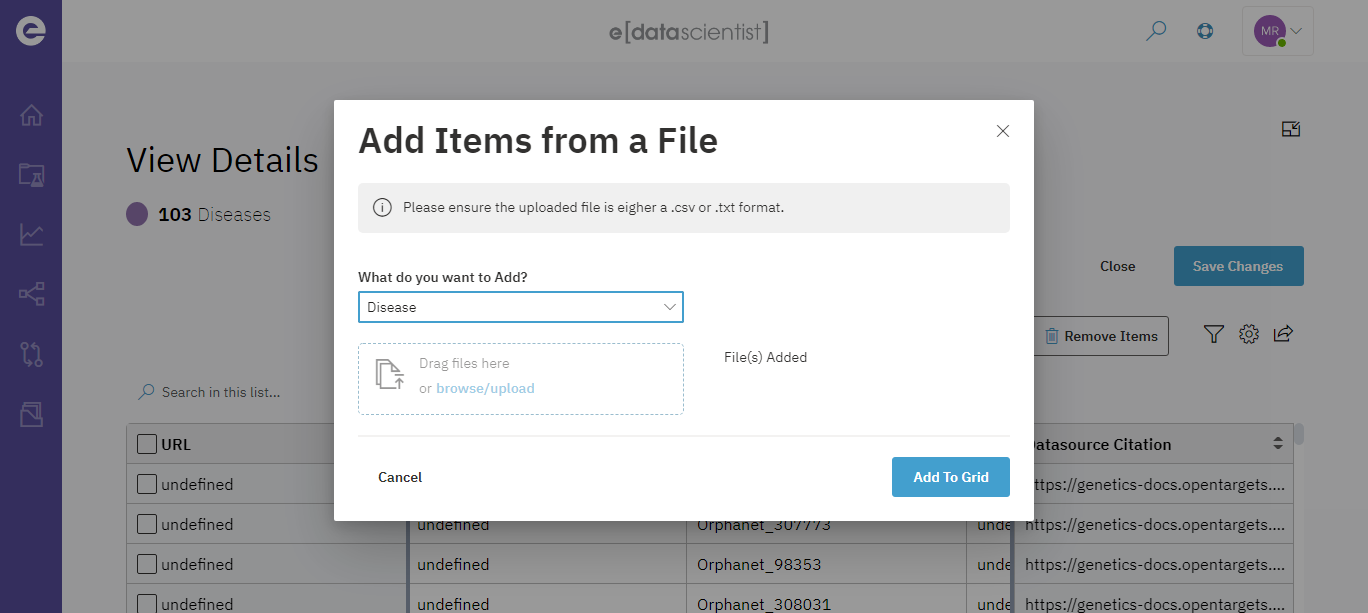 e[datascientist]
MR
View Details
103 Diseases
Close
Save Changes
Remove Items
Search in this list...
Add Items from a File
Please ensure the uploaded file is eigher a .csv or .txt format.
What do you want to Add?
Disease
Drag files here
or browse/upload
File(s) Added
Cancel
Add To Grid
URL
atasource Citation
undefined
https://genetics-docs.opentargets....
undefined undefined Orphanet_307773 unde https://genetics-docs.opentargets....
undefined undefined Orphanet_98353 unde https://genetics-docs.opentargets....
undefined undefined Orphanet_308031 unde https://genetics-docs.opentargets....